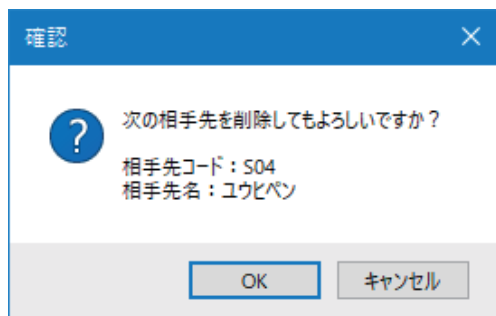 確認
次の相手先を削除してもよろしいですか？
相手先コード：S04
相手先名：ユウヒペン
OK
キャンセル